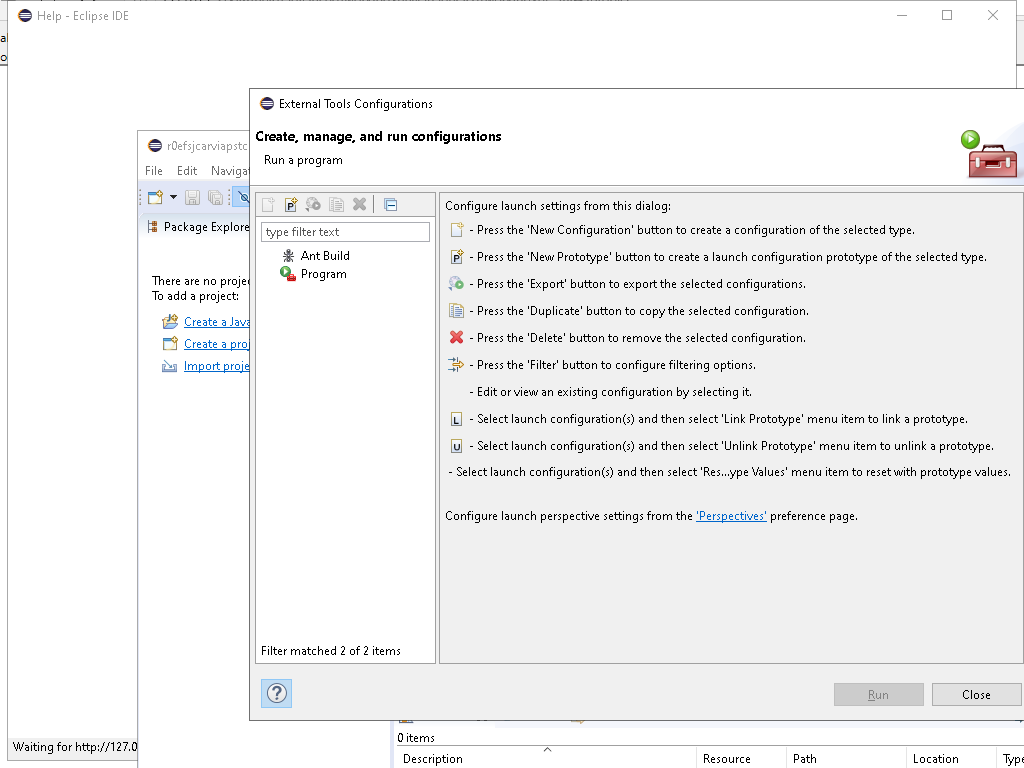 Help - Eclipse IDE
External Tools Configurations
Create, manage, and run configurations
Run a program
r0efsjcarviapstc
File Edit Navigat
Package Explore
There are no projec
To add a project:
Create a Java
Create a proj
Import proje
type filter text
Ant Build
Program
Filter matched 2 of 2 items
Configure launch settings from this dialog:
- Press the 'New Configuration' button to create a configuration of the selected type.
- Press the 'New Prototype' button to create a launch configuration prototype of the selected type.
- Press the 'Export' button to export the selected configurations.
- Press the 'Duplicate' button to copy the selected configuration.
- Press the 'Delete' button to remove the selected configuration.
- Press the 'Filter' button to configure filtering options.
- Edit or view an existing configuration by selecting it.
- Select launch configuration(s) and then select 'Link Prototype' menu item to link a prototype.
- Select launch configuration(s) and then select 'Unlink Prototype' menu item to unlink a prototype.
- Select launch configuration(s) and then select 'Res...ype Values' menu item to reset with prototype values.
Configure launch perspective settings from the 'Perspectives' preference page.
Run Close
Waiting for http://127.0
0 items
Description Resource Path Location Type